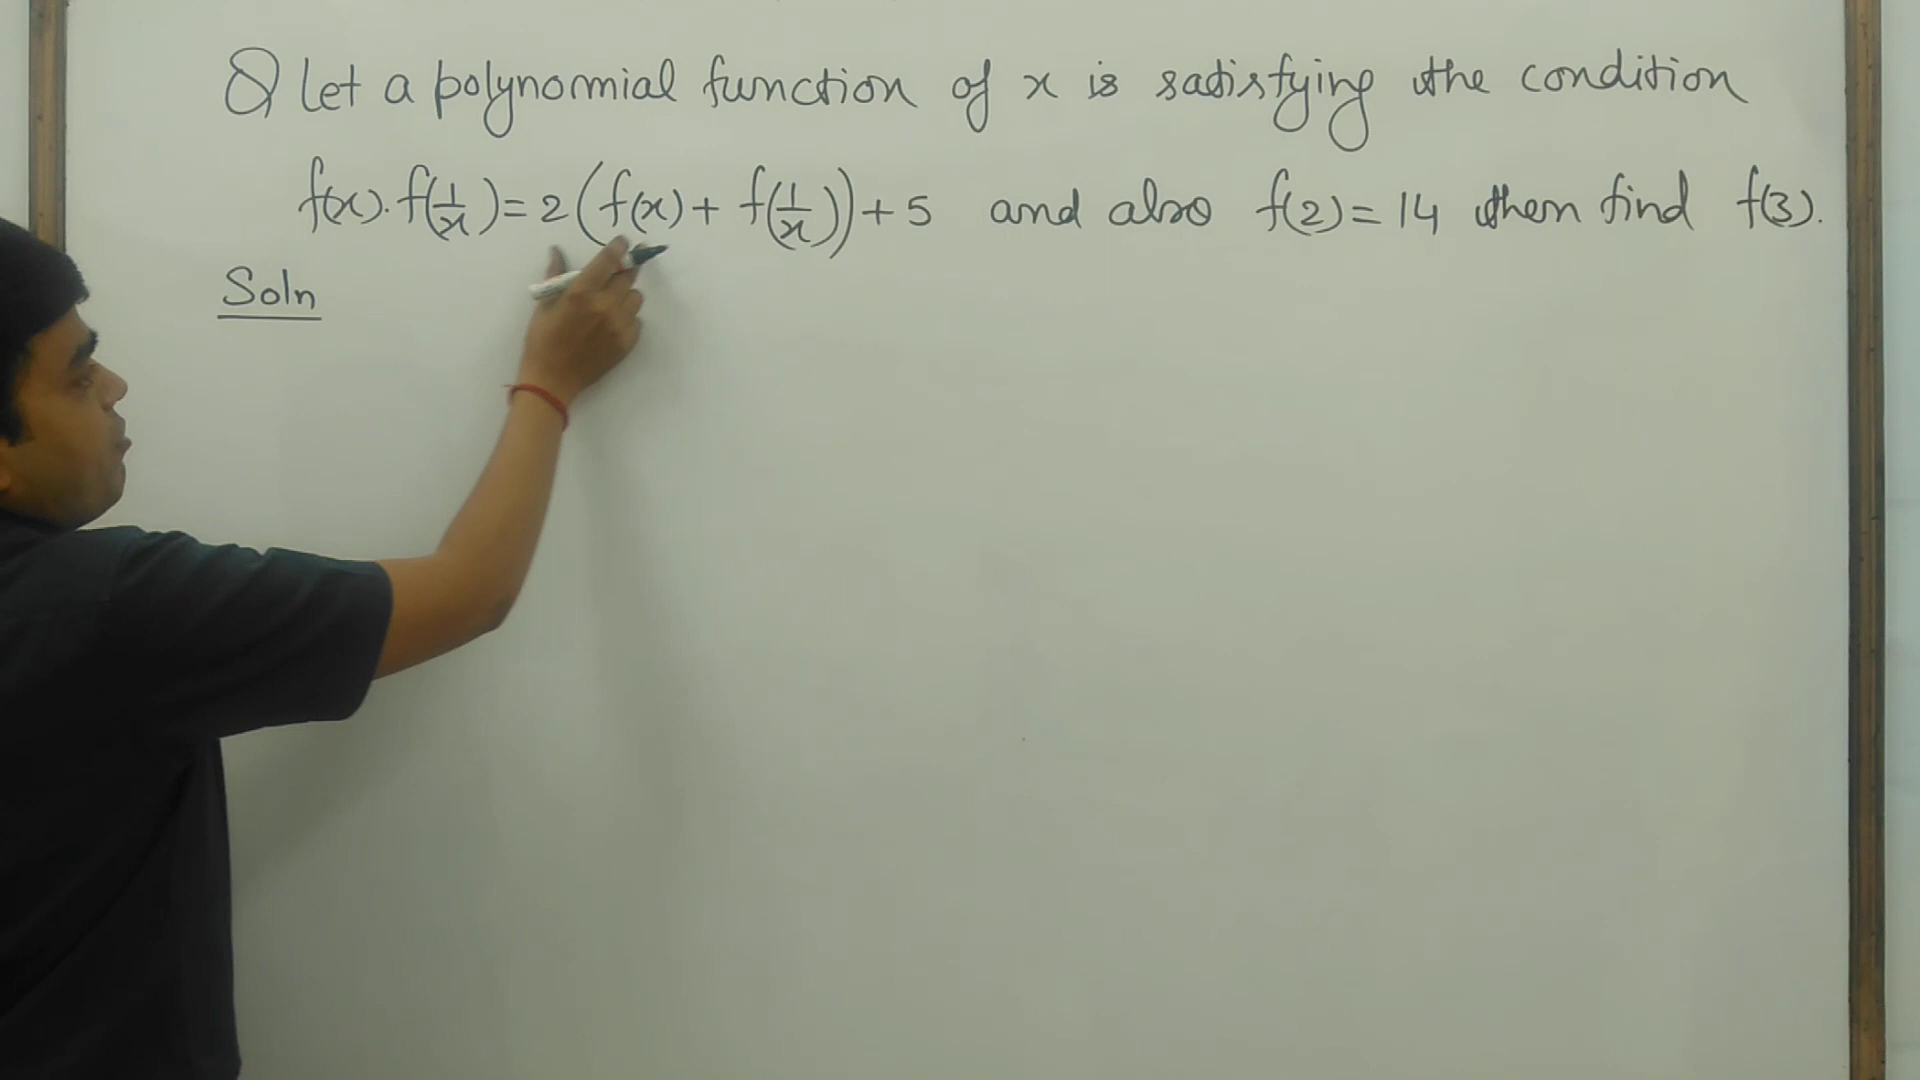 Q Let a polynomial function of x is satisfying the condition
f(x).f(1/x)=2(f(x)+f(1/x))+5 and also f(2)=14 then find f(3).
Soln